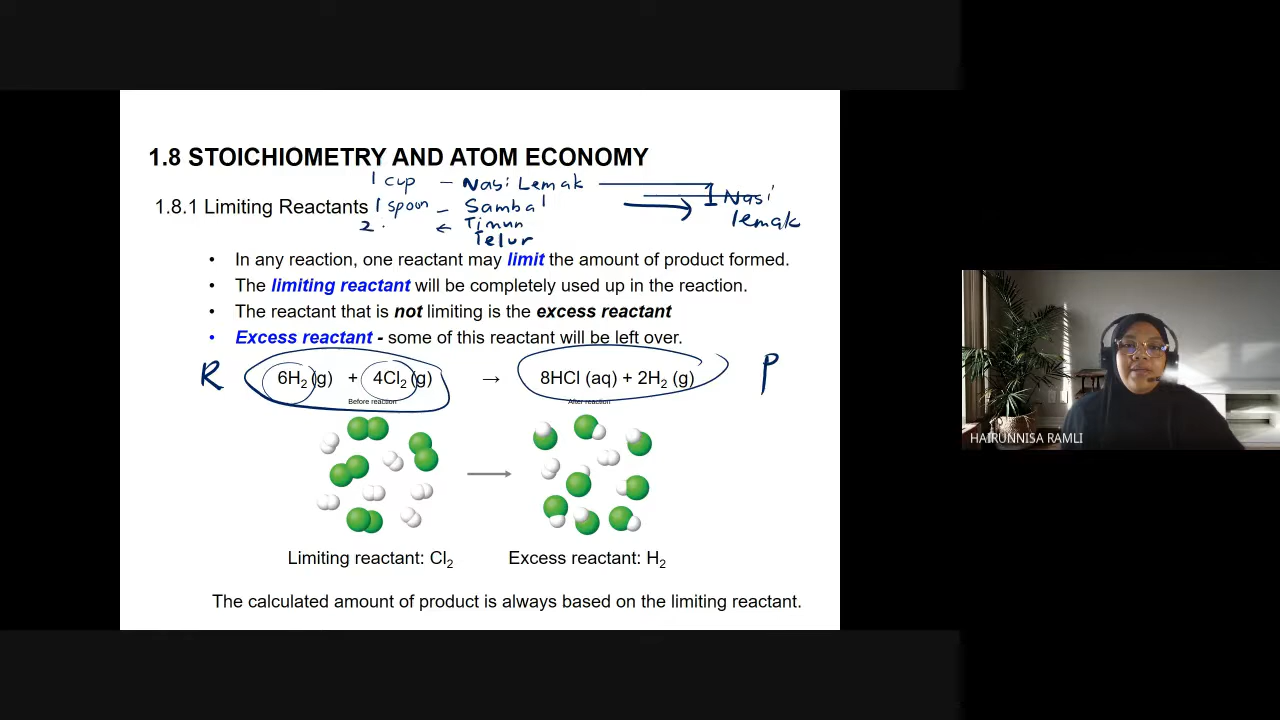 1.8 STOICHIOMETRY AND ATOM ECONOMY
1 cup – Nasi Lemak
1 Nasi lemak
1.8.1 Limiting Reactants
1 spoon – Sambal
2 Timun
Telur
• In any reaction, one reactant may limit the amount of product formed.
• The limiting reactant will be completely used up in the reaction.
• The reactant that is not limiting is the excess reactant
• Excess reactant - some of this reactant will be left over.
R 6H₂ (g) + 4Cl₂ (g) → 8HCl (aq) + 2H₂ (g) P
Before reaction After reaction
Limiting reactant: Cl₂ Excess reactant: H₂
The calculated amount of product is always based on the limiting reactant.
HAIRUNNISA RAMLI